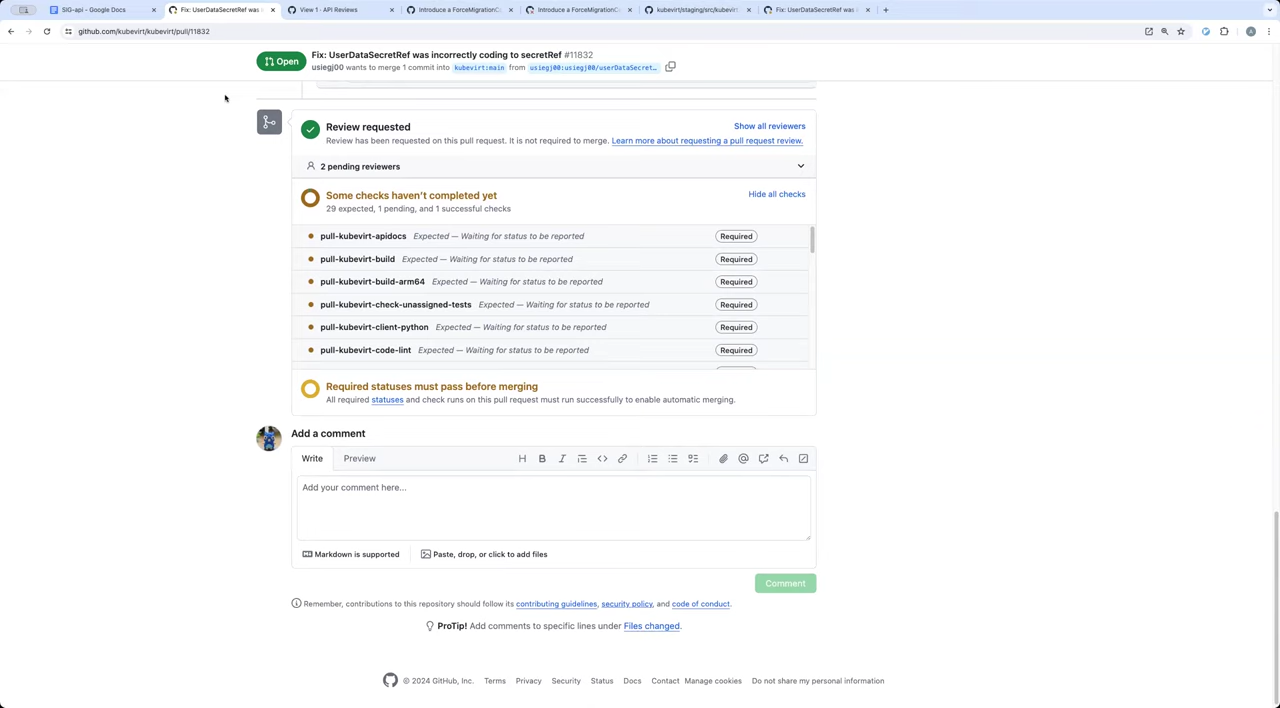 SIG-api - Google Docs
Fix: UserDataSecretRef was i
View 1 · API Reviews
Introduce a ForceMigrationC
Introduce a ForceMigrationC
kubevirt/staging/src/kubevirt
Fix: UserDataSecretRef was i
github.com/kubevirt/kubevirt/pull/11832
Open
Fix: UserDataSecretRef was incorrectly coding to secretRef #11832
usiegj00 wants to merge 1 commit into kubevirt:main from usiegj00:usiegj00/userDataSecret…
Review requested
Show all reviewers
Review has been requested on this pull request. It is not required to merge. Learn more about requesting a pull request review.
2 pending reviewers
Some checks haven’t completed yet
Hide all checks
29 expected, 1 pending, and 1 successful checks
pull-kubevirt-apidocs Expected — Waiting for status to be reported Required
pull-kubevirt-build Expected — Waiting for status to be reported Required
pull-kubevirt-build-arm64 Expected — Waiting for status to be reported Required
pull-kubevirt-check-unassigned-tests Expected — Waiting for status to be reported Required
pull-kubevirt-client-python Expected — Waiting for status to be reported Required
pull-kubevirt-code-lint Expected — Waiting for status to be reported Required
Required statuses must pass before merging
All required statuses and check runs on this pull request must run successfully to enable automatic merging.
Add a comment
Write Preview
Add your comment here...
Markdown is supported
Paste, drop, or click to add files
Comment
Remember, contributions to this repository should follow its contributing guidelines, security policy, and code of conduct.
ProTip! Add comments to specific lines under Files changed.
© 2024 GitHub, Inc. Terms Privacy Security Status Docs Contact Manage cookies Do not share my personal information